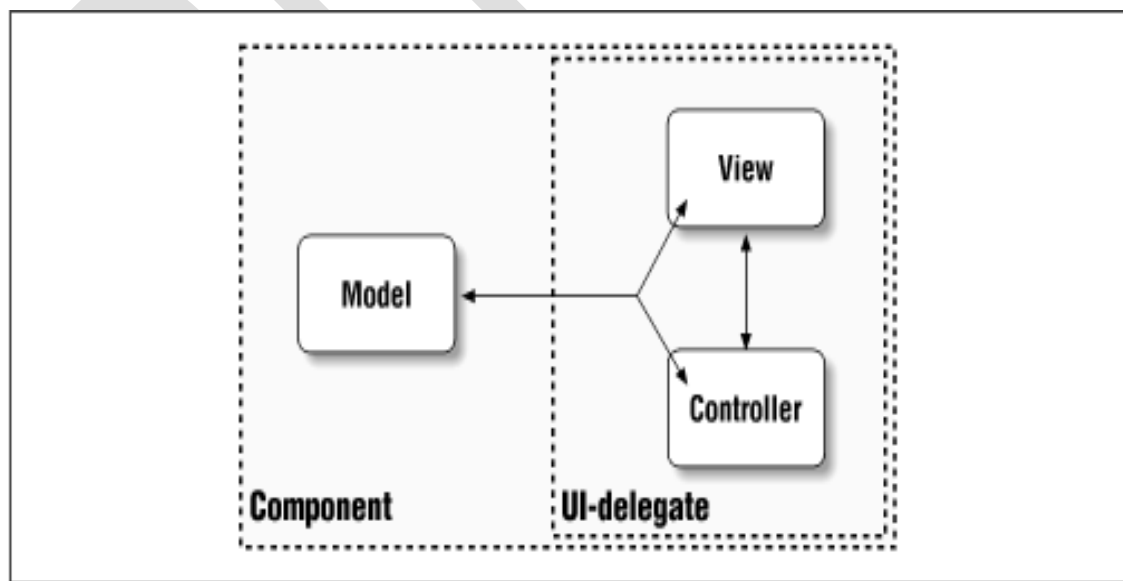 View
Model
Controller
Component
UI-delegate